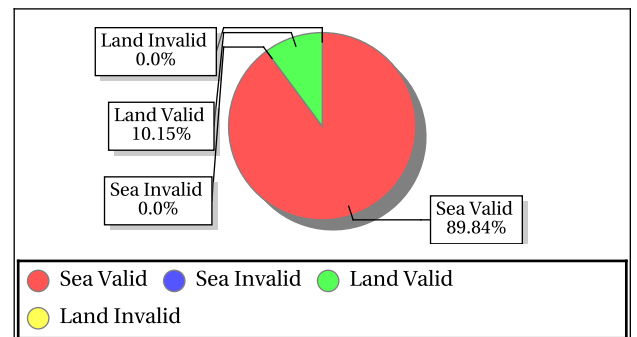 Land Invalid
0.0%
Land Valid
10.15%
Sea Invalid
0.0%
Sea Valid
89.84%
Sea Valid
Sea Invalid
Land Valid
Land Invalid